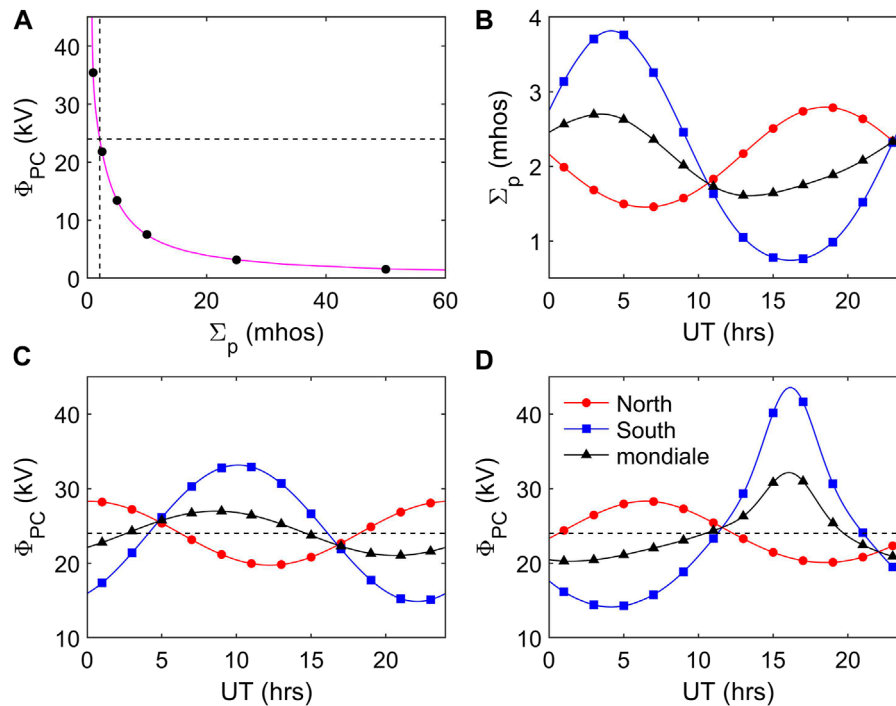 A
Φ_PC (kV)
40
30
20
10
0
0 20 40 60
Σ_p (mhos)
B
Σ_p (mhos)
4
3
2
1
0 5 10 15 20
UT (hrs)
C
Φ_PC (kV)
40
30
20
10
0 5 10 15 20
UT (hrs)
D
Φ_PC (kV)
40
30
20
10
North
South
mondiale
0 5 10 15 20
UT (hrs)